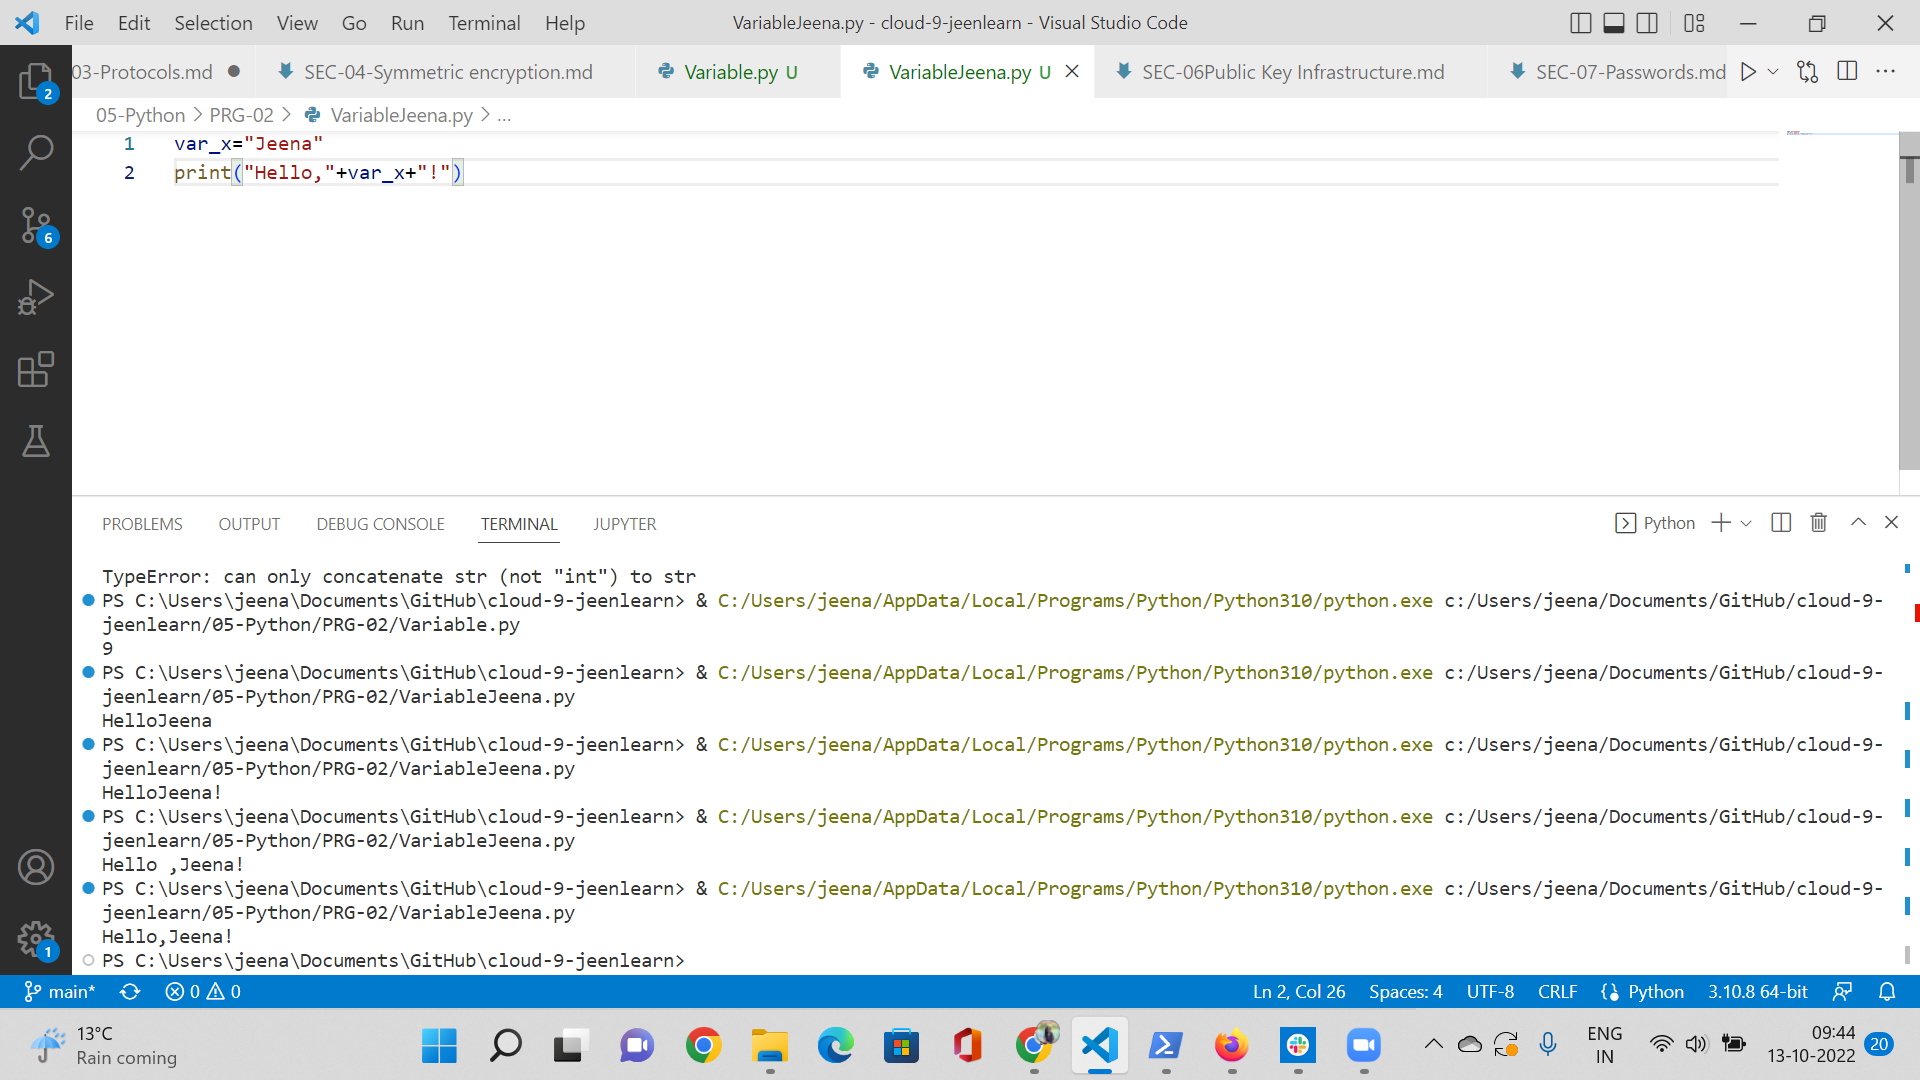 File Edit Selection View Go Run Terminal Help VariableJeena.py - cloud-9-jeenlearn - Visual Studio Code
03-Protocols.md SEC-04-Symmetric encryption.md Variable.py U VariableJeena.py U SEC-06Public Key Infrastructure.md SEC-07-Passwords.md
2
05-Python > PRG-02 > VariableJeena.py > ...
1 var_x="Jeena"
2 print("Hello,"+var_x+"!")
6
PROBLEMS OUTPUT DEBUG CONSOLE TERMINAL JUPYTER Python
TypeError: can only concatenate str (not "int") to str
PS C:\Users\jeena\Documents\GitHub\cloud-9-jeenlearn> & C:/Users/jeena/AppData/Local/Programs/Python/Python310/python.exe c:/Users/jeena/Documents/GitHub/cloud-9-
jeenlearn/05-Python/PRG-02/Variable.py
9
PS C:\Users\jeena\Documents\GitHub\cloud-9-jeenlearn> & C:/Users/jeena/AppData/Local/Programs/Python/Python310/python.exe c:/Users/jeena/Documents/GitHub/cloud-9-
jeenlearn/05-Python/PRG-02/VariableJeena.py
HelloJeena
PS C:\Users\jeena\Documents\GitHub\cloud-9-jeenlearn> & C:/Users/jeena/AppData/Local/Programs/Python/Python310/python.exe c:/Users/jeena/Documents/GitHub/cloud-9-
jeenlearn/05-Python/PRG-02/VariableJeena.py
HelloJeena!
PS C:\Users\jeena\Documents\GitHub\cloud-9-jeenlearn> & C:/Users/jeena/AppData/Local/Programs/Python/Python310/python.exe c:/Users/jeena/Documents/GitHub/cloud-9-
jeenlearn/05-Python/PRG-02/VariableJeena.py
Hello ,Jeena!
PS C:\Users\jeena\Documents\GitHub\cloud-9-jeenlearn> & C:/Users/jeena/AppData/Local/Programs/Python/Python310/python.exe c:/Users/jeena/Documents/GitHub/cloud-9-
jeenlearn/05-Python/PRG-02/VariableJeena.py
Hello,Jeena!
PS C:\Users\jeena\Documents\GitHub\cloud-9-jeenlearn>
1
main* 0 0 Ln 2, Col 26 Spaces: 4 UTF-8 CRLF Python 3.10.8 64-bit
13°C ENG 09:44
Rain coming IN 13-10-2022 20